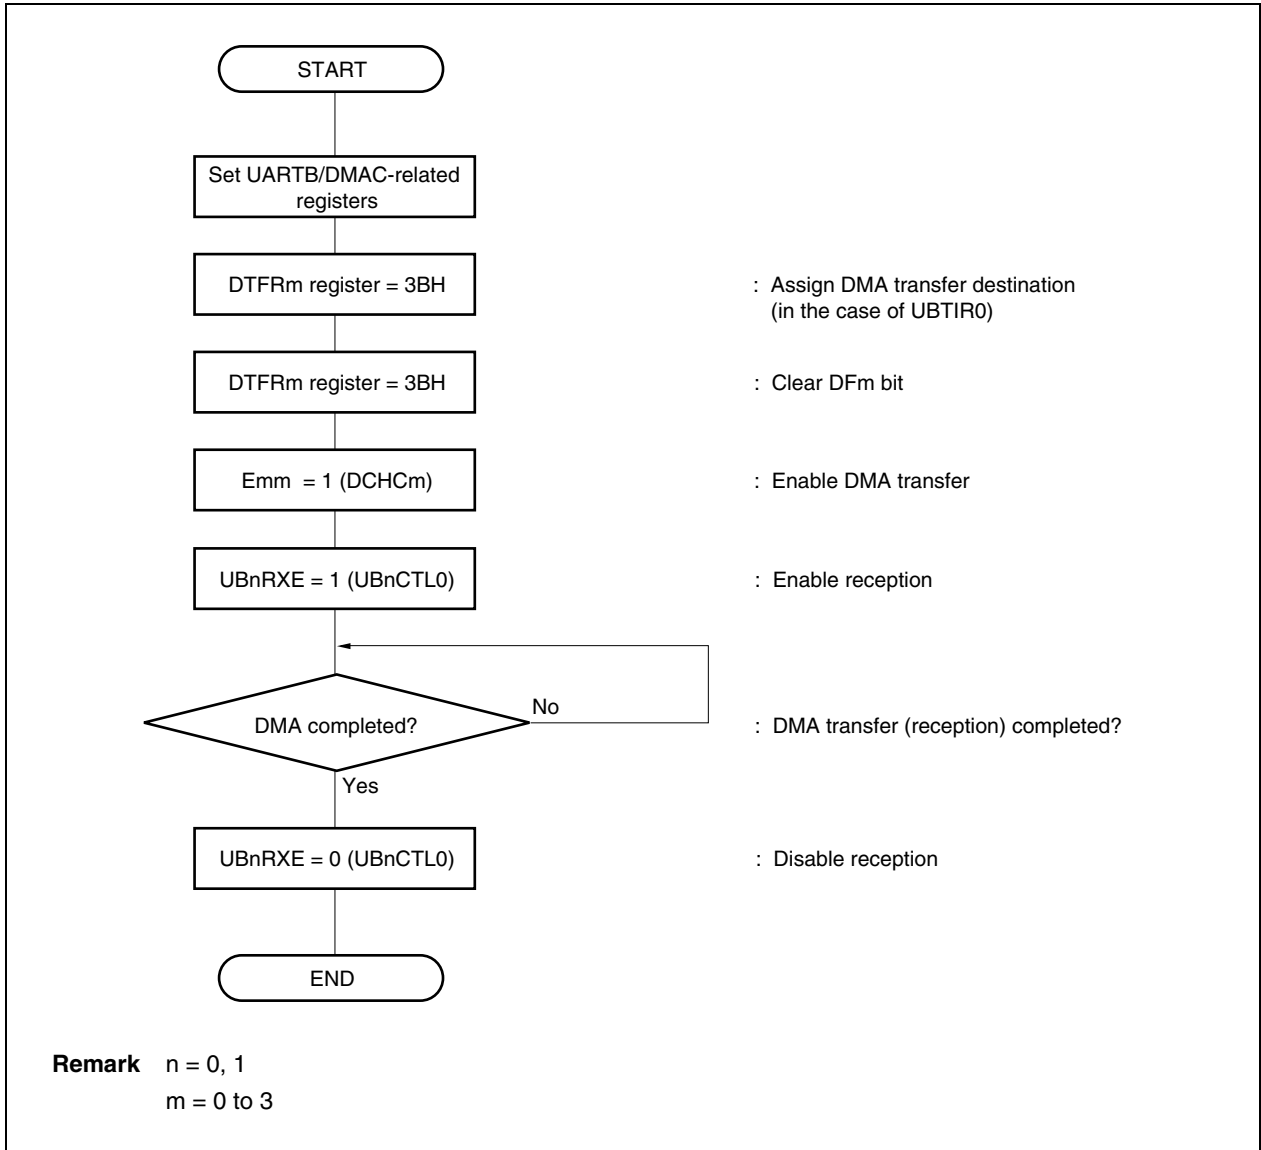 START
Set UARTB/DMAC-related
registers
DTFRm register = 3BH
: Assign DMA transfer destination
(in the case of UBTIR0)
DTFRm register = 3BH
: Clear DFm bit
Emm = 1 (DCHCm)
: Enable DMA transfer
UBnRXE = 1 (UBnCTL0)
: Enable reception
DMA completed?
No
: DMA transfer (reception) completed?
Yes
UBnRXE = 0 (UBnCTL0)
: Disable reception
END
Remark n = 0, 1
m = 0 to 3